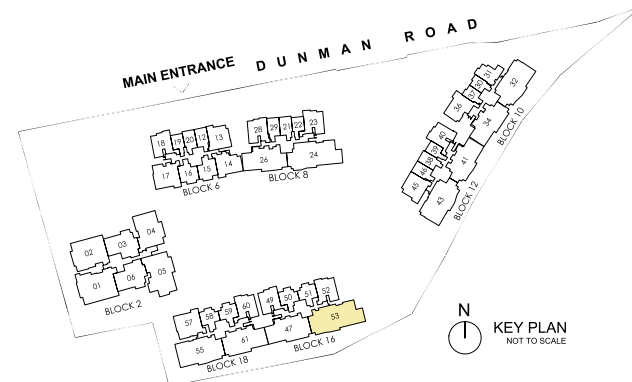 MAIN ENTRANCE DUNMAN ROAD
18 19 20 12 13
17 16 15 14
BLOCK 6
28 29 21 22 23
26 24
BLOCK 8
31
30
37
32
36
34
BLOCK 10
40
39
38
46
45
41
43
BLOCK 12
02 03 04
01 06 05
BLOCK 2
57 58 59 60
55 61
BLOCK 18
49 50 51 52
47 53
BLOCK 16
N
KEY PLAN
NOT TO SCALE